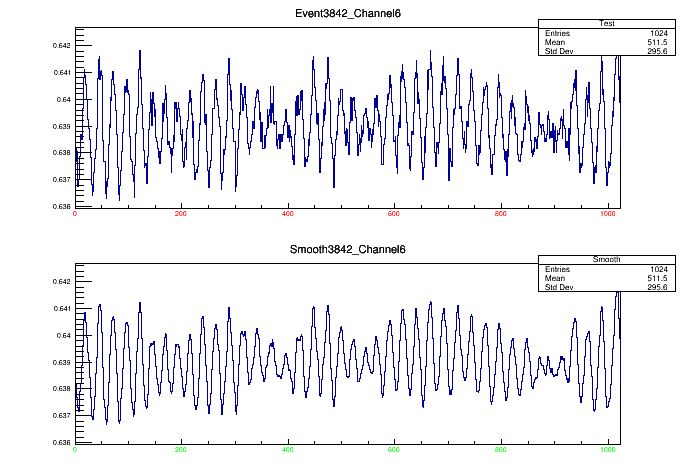 Event3842_Channel6
Test
Entries 1024
Mean 511.5
Std Dev 295.6
0.642
0.641
0.64
0.639
0.638
0.637
0.636
0 200 400 600 800 1000
Smooth3842_Channel6
Smooth
Entries 1024
Mean 511.5
Std Dev 295.6
0.642
0.641
0.64
0.639
0.638
0.637
0.636
0 200 400 600 800 1000